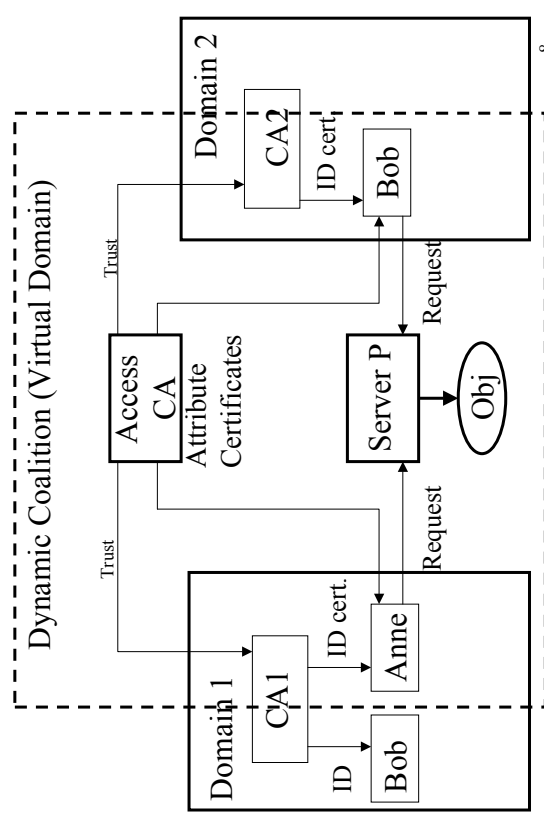 Dynamic Coalition (Virtual Domain)
Trust
Trust
Access
CA
Attribute
Certificates
Domain 1
CA1
ID
ID cert.
Bob
Anne
Request
Domain 2
CA2
ID cert.
Bob
Request
Server P
Obj
8